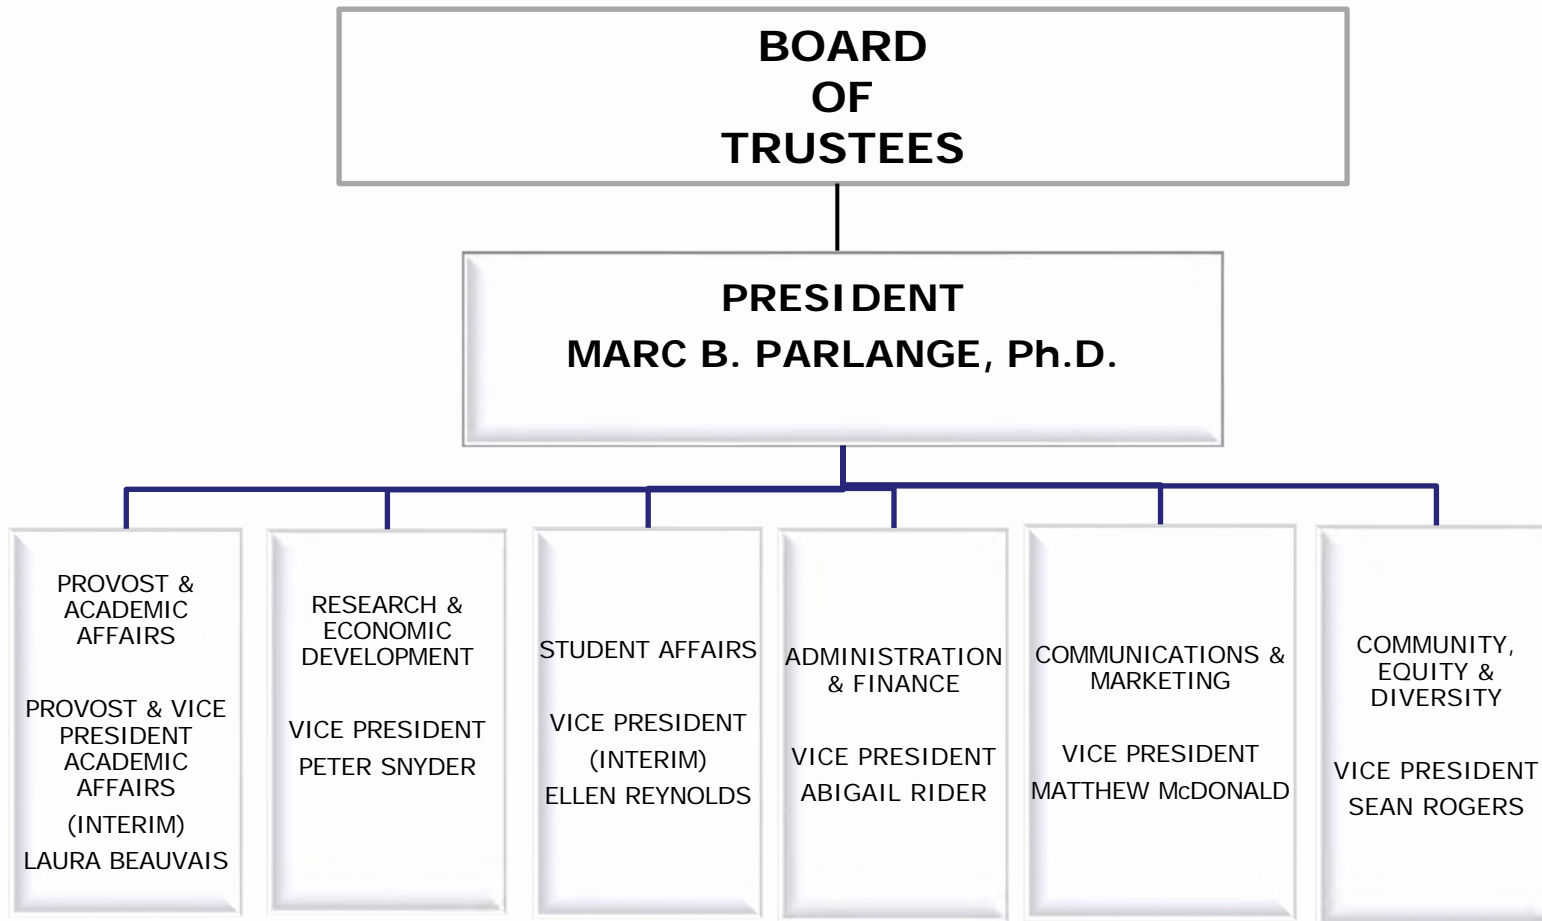 BOARD
OF
TRUSTEES
PRESIDENT
MARC B. PARLANGE, Ph.D.
PROVOST &
ACADEMIC
AFFAIRS
PROVOST & VICE
PRESIDENT
ACADEMIC
AFFAIRS
(INTERIM)
LAURA BEAUVAIS
RESEARCH &
ECONOMIC
DEVELOPMENT
VICE PRESIDENT
PETER SNYDER
STUDENT AFFAIRS
VICE PRESIDENT
(INTERIM)
ELLEN REYNOLDS
ADMINISTRATION
& FINANCE
VICE PRESIDENT
ABIGAIL RIDER
COMMUNICATIONS &
MARKETING
VICE PRESIDENT
MATTHEW McDONALD
COMMUNITY,
EQUITY &
DIVERSITY
VICE PRESIDENT
SEAN ROGERS